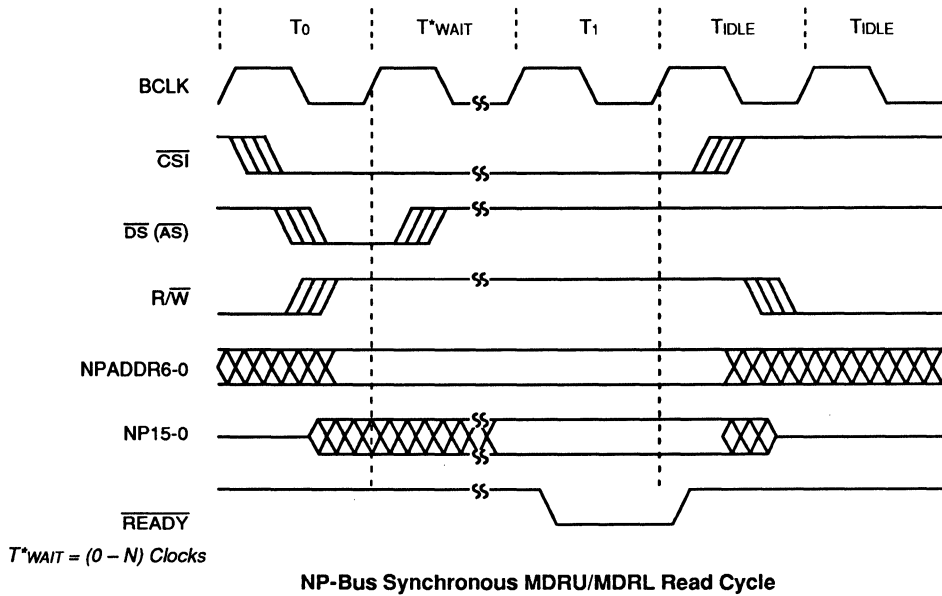 T0 T*WAIT T1 TIDLE TIDLE
BCLK
CSI
DS (AS)
R/W
NPADDR6-0
NP15-0
READY
T*WAIT = (0 – N) Clocks
NP-Bus Synchronous MDRU/MDRL Read Cycle